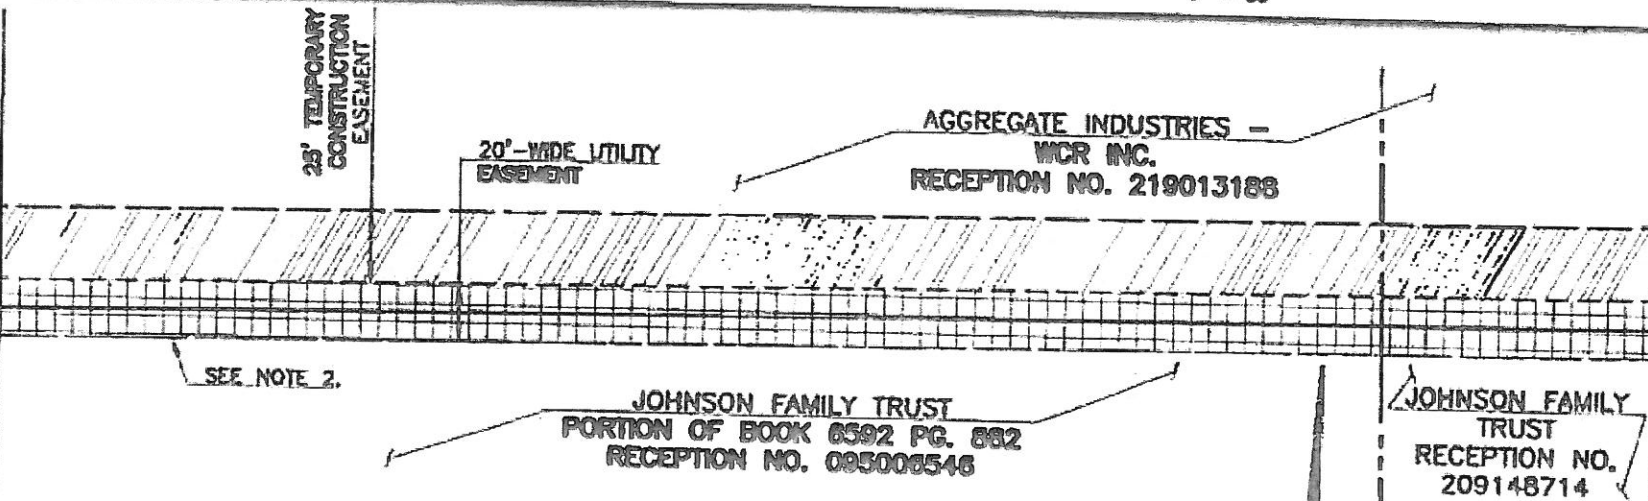 25' TEMPORARY
CONSTRUCTION
EASEMENT
20'-WIDE UTILITY
EASEMENT
AGGREGATE INDUSTRIES –
WCR INC.
RECEPTION NO. 219013188
SEE NOTE 2.
JOHNSON FAMILY TRUST
PORTION OF BOOK 6592 PG. 862
RECEPTION NO. 095006546
JOHNSON FAMILY
TRUST
RECEPTION NO.
209148714